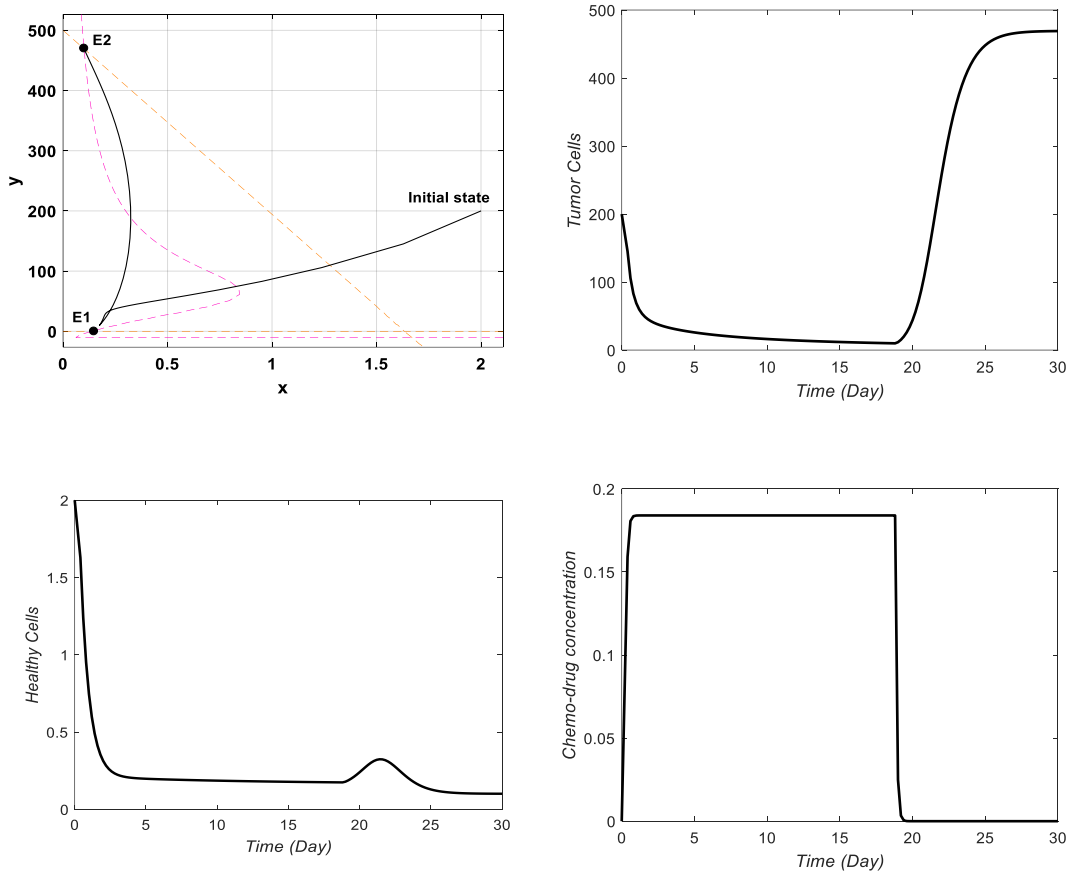 500
400
300
200
100
0
y
E2
E1
Initial state
0 0.5 1 1.5 2
x
500
400
300
200
100
0
Tumor Cells
0 5 10 15 20 25 30
Time (Day)
2
1.5
1
0.5
0
Healthy Cells
0 5 10 15 20 25 30
Time (Day)
0.2
0.15
0.1
0.05
0
Chemo-drug concentration
0 5 10 15 20 25 30
Time (Day)